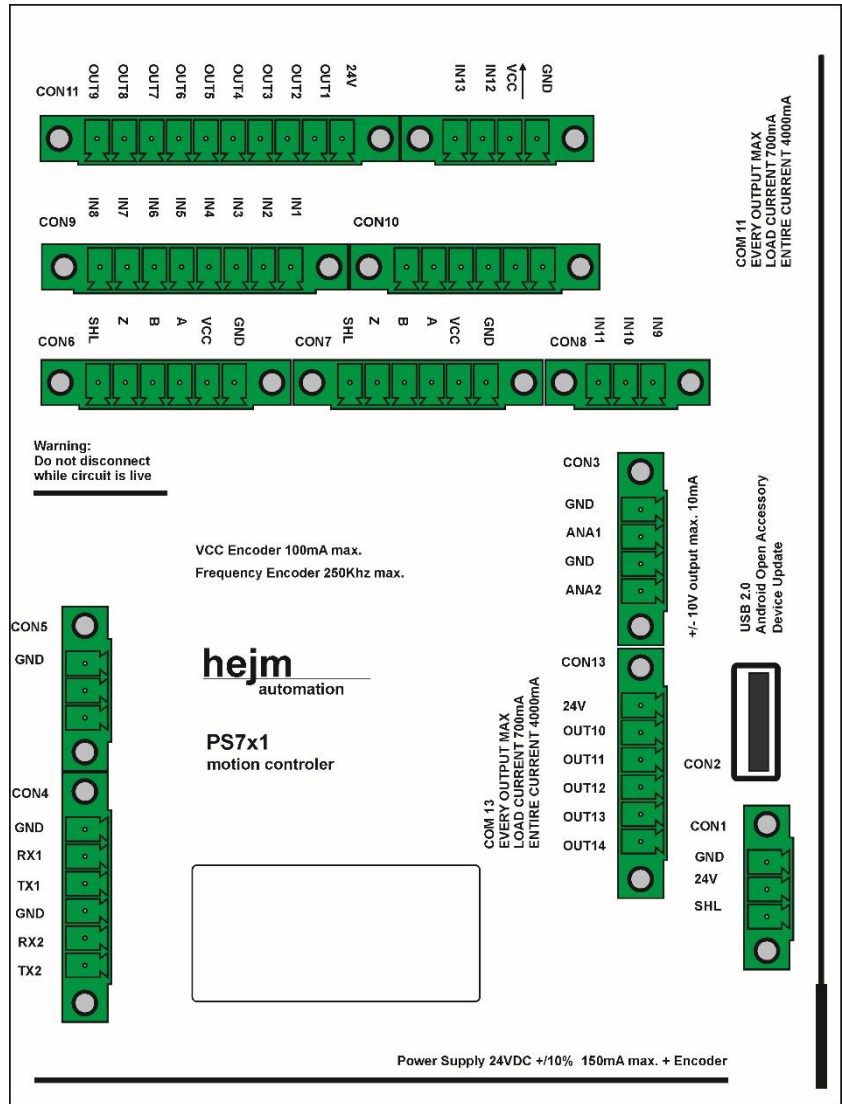 CON11
OUT9
OUT8
OUT7
OUT6
OUT5
OUT4
OUT3
OUT2
OUT1
24V
IN13
IN12
VCC
GND
COM 11
EVERY OUTPUT MAX
LOAD CURRENT 700mA
ENTIRE CURRENT 4000mA
CON9
IN8
IN7
IN6
IN5
IN4
IN3
IN2
IN1
CON10
CON6
SHL
Z
B
A
VCC
GND
CON7
SHL
Z
B
A
VCC
GND
CON8
IN11
IN10
IN9
Warning:
Do not disconnect
while circuit is live
VCC Encoder 100mA max.
Frequency Encoder 250Khz max.
CON3
GND
ANA1
GND
ANA2
+/- 10V output max. 10mA
USB 2.0
Android Open Accessory
Device Update
CON5
GND
hejm
automation
PS7x1
motion controler
CON13
24V
OUT10
OUT11
OUT12
OUT13
OUT14
COM 13
EVERY OUTPUT MAX
LOAD CURRENT 700mA
ENTIRE CURRENT 4000mA
CON2
CON4
GND
RX1
TX1
GND
RX2
TX2
CON1
GND
24V
SHL
Power Supply 24VDC +/10% 150mA max. + Encoder